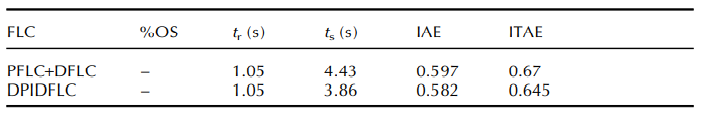 FLC %OS tr (s) ts (s) IAE ITAE
PFLC+DFLC – 1.05 4.43 0.597 0.67
DPIDFLC – 1.05 3.86 0.582 0.645